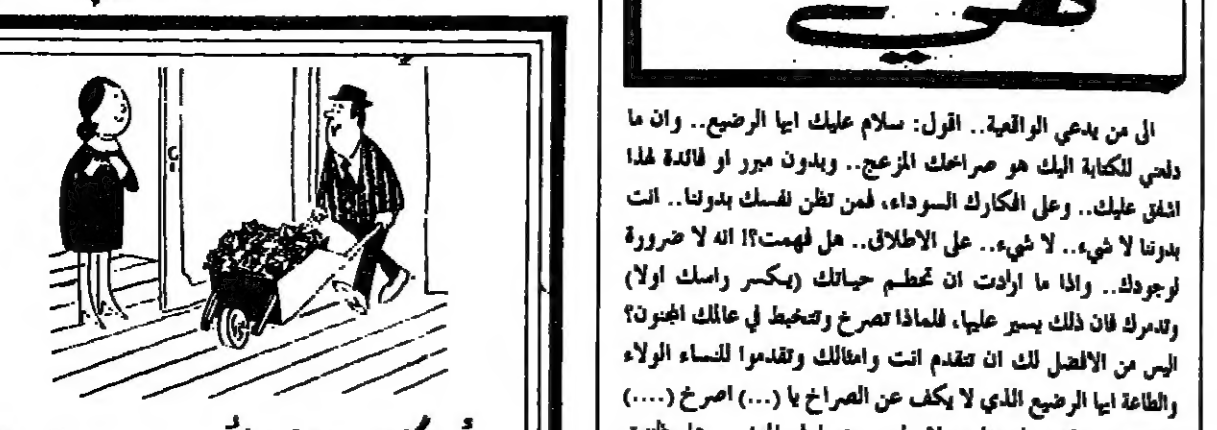 الى من يدعي الواقعية.. اقول: سلام عليك ايها الرضيع.. وان ما
دفعني للكتابة اليك هو صراخك المزعج.. وبدون مبرر او فائدة لهذا
اشفق عليك.. وعلى افكارك السوداء، فمن تظن نفسك بدوننا.. انت
بدوننا لا شيء.. لا شيء.. على الاطلاق.. هل فهمت؟! انه لا ضرورة
لوجودك.. واذا ما ارادت ان تحطم حياتك (يكسر راسك اولا)
وتدمرك فان ذلك يسير عليها، فلماذا تصرخ وتتخبط في عالمك المجنون؟
اليس من الافضل لك ان تتقدم انت وامثالك وتقدموا للنساء الولاء
والطاعة ايها الرضيع الذي لا يكف عن الصراخ يا (...) اصرخ (....)